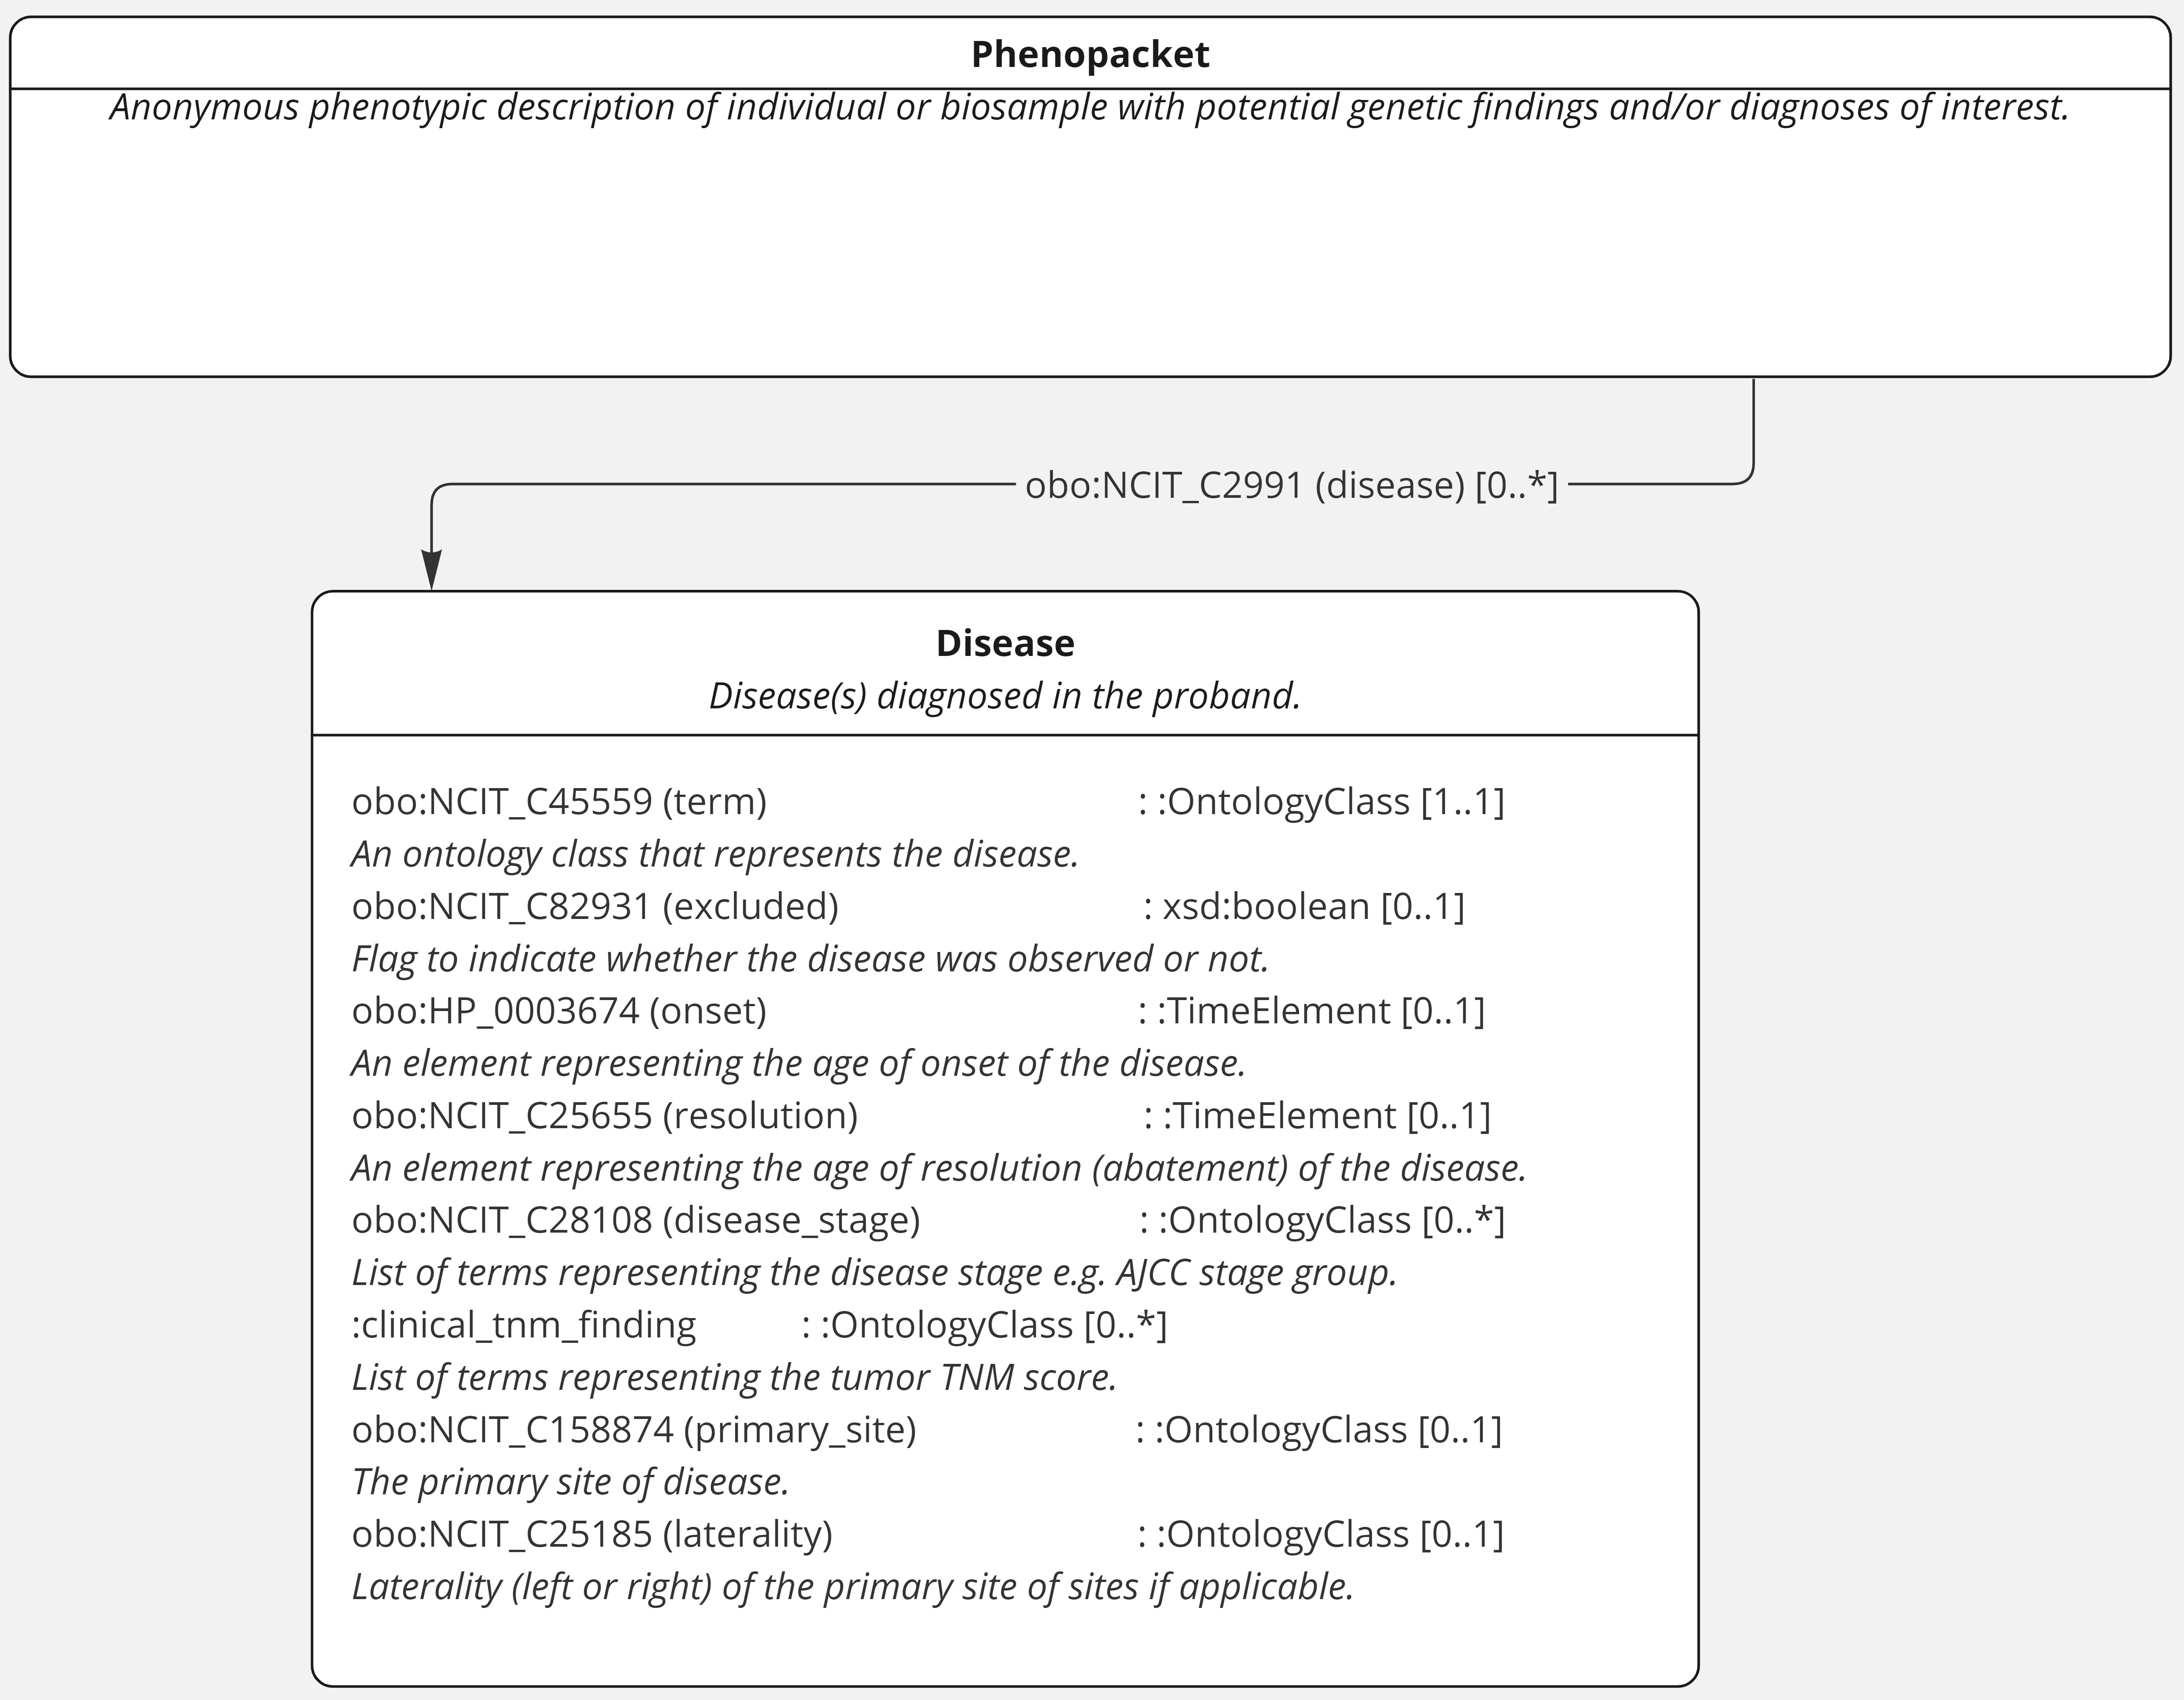 Phenopacket
Anonymous phenotypic description of individual or biosample with potential genetic findings and/or diagnoses of interest.
obo:NCIT_C2991 (disease) [0..*]
Disease
Disease(s) diagnosed in the proband.
obo:NCIT_C45559 (term) : :OntologyClass [1..1]
An ontology class that represents the disease.
obo:NCIT_C82931 (excluded) : xsd:boolean [0..1]
Flag to indicate whether the disease was observed or not.
obo:HP_0003674 (onset) : :TimeElement [0..1]
An element representing the age of onset of the disease.
obo:NCIT_C25655 (resolution) : :TimeElement [0..1]
An element representing the age of resolution (abatement) of the disease.
obo:NCIT_C28108 (disease_stage) : :OntologyClass [0..*]
List of terms representing the disease stage e.g. AJCC stage group.
:clinical_tnm_finding : :OntologyClass [0..*]
List of terms representing the tumor TNM score.
obo:NCIT_C158874 (primary_site) : :OntologyClass [0..1]
The primary site of disease.
obo:NCIT_C25185 (laterality) : :OntologyClass [0..1]
Laterality (left or right) of the primary site of sites if applicable.